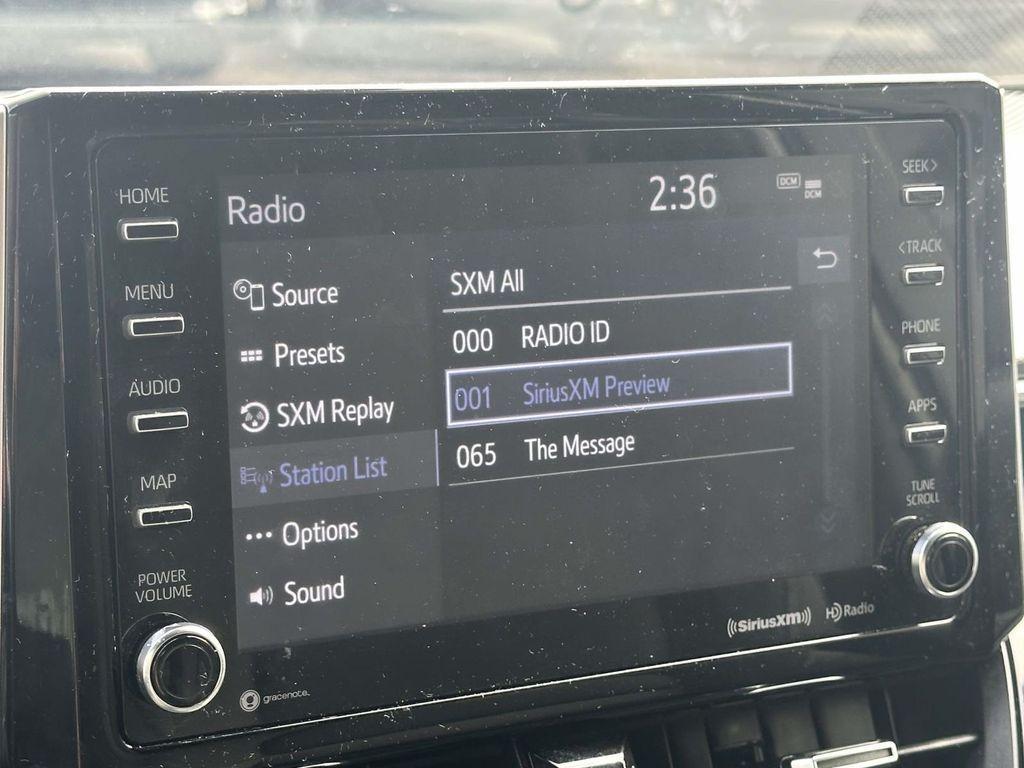 HOME
MENU
AUDIO
MAP
POWER
VOLUME
Radio
2:36
DCM
DCM
Source
Presets
SXM Replay
Station List
Options
Sound
SXM All
000 RADIO ID
001 SiriusXM Preview
065 The Message
SEEK>
<TRACK
PHONE
APPS
TUNE
SCROLL
gracenote
((SiriusXM))
HD Radio